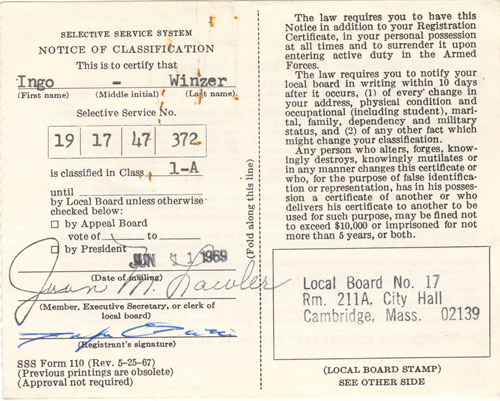 SELECTIVE SERVICE SYSTEM
NOTICE OF CLASSIFICATION
This is to certify that
Ingo - Winzer
(First name) (Middle initial) (Last name)
Selective Service No.
19 17 47 372
is classified in Class 1-A
until
by Local Board unless otherwise
checked below:
by Appeal Board
vote of to
by President
JUN 11 1969
(Date of mailing)
Joan M. Lawler
(Member, Executive Secretary, or clerk of
local board)
(Registrant's signature)
SSS Form 110 (Rev. 5-25-67)
(Previous printings are obsolete)
(Approval not required)
(Fold along this line)
The law requires you to have this
Notice in addition to your Registration
Certificate, in your personal possession
at all times and to surrender it upon
entering active duty in the Armed
Forces.
The law requires you to notify your
local board in writing within 10 days
after it occurs, (1) of every change in
your address, physical condition and
occupational (including student), mari-
tal, family, dependency and military
status, and (2) of any other fact which
might change your classification.
Any person who alters, forges, know-
ingly destroys, knowingly mutilates or
in any manner changes this certificate or
who, for the purpose of false identifica-
tion or representation, has in his posses-
sion a certificate of another or who
delivers his certificate to another to be
used for such purpose, may be fined not
to exceed $10,000 or imprisoned for not
more than 5 years, or both.
Local Board No. 17
Rm. 211A, City Hall
Cambridge, Mass. 02139
(LOCAL BOARD STAMP)
SEE OTHER SIDE